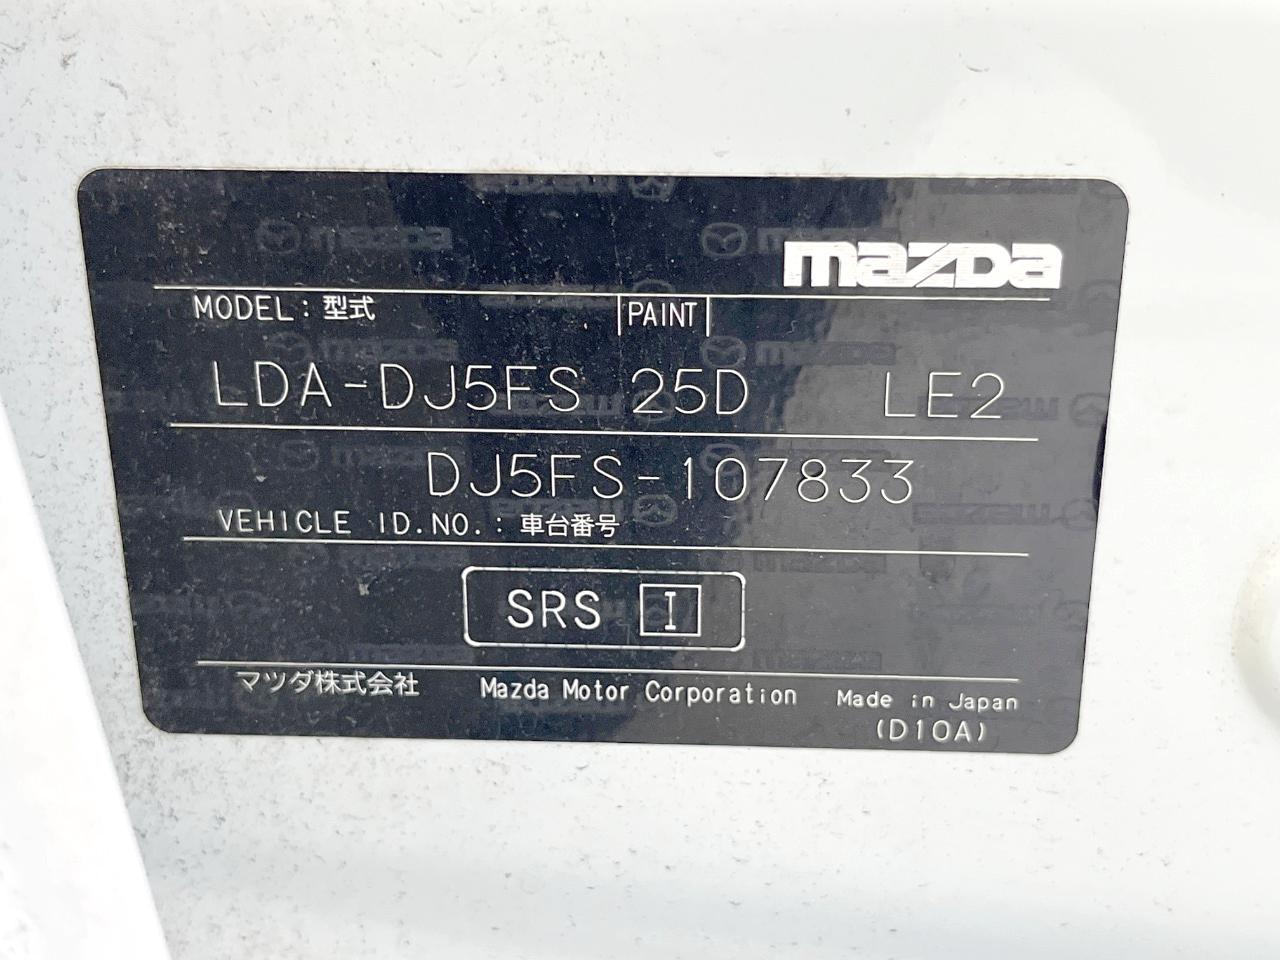 mazda
MODEL: 型式 PAINT
LDA-DJ5FS 25D LE2
DJ5FS-107833
VEHICLE ID.NO.: 車台番号
SRS I
マツダ株式会社 Mazda Motor Corporation Made in Japan
(D10A)